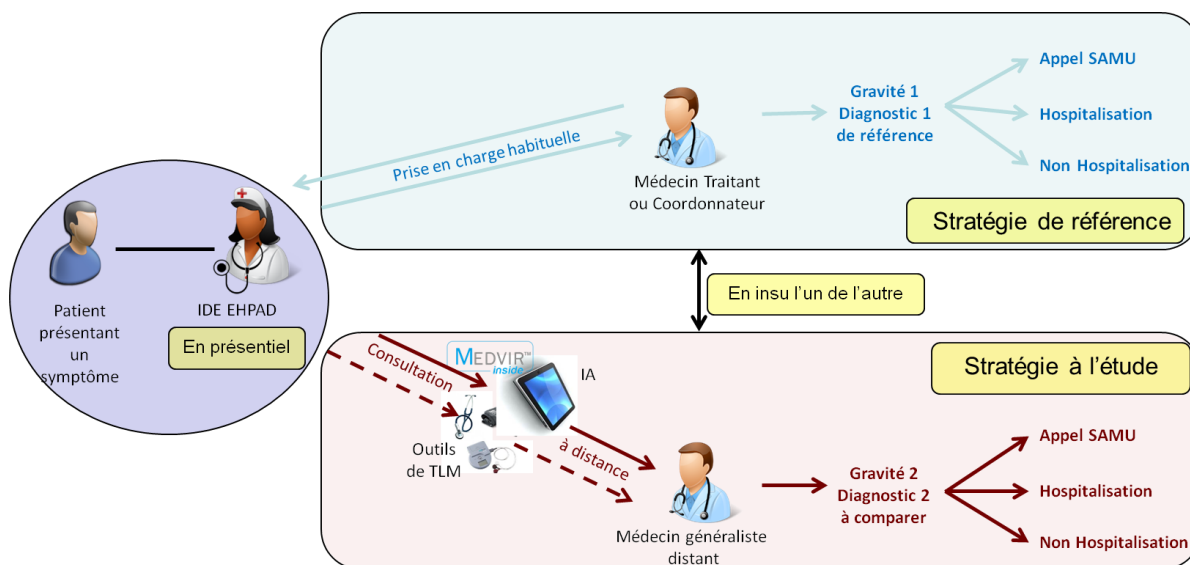 Appel SAMU
Gravité 1
Diagnostic 1
de référence
Hospitalisation
Prise en charge habituelle
Non Hospitalisation
Médecin Traitant
ou Coordonnateur
Stratégie de référence
En insu l'un de l'autre
Patient
présentant
un
symptôme
IDE EHPAD
En présentiel
Stratégie à l'étude
Consultation
MEDVIR™
inside
IA
Outils
de TLM
à distance
Médecin généraliste
distant
Gravité 2
Diagnostic 2
à comparer
Appel SAMU
Hospitalisation
Non Hospitalisation